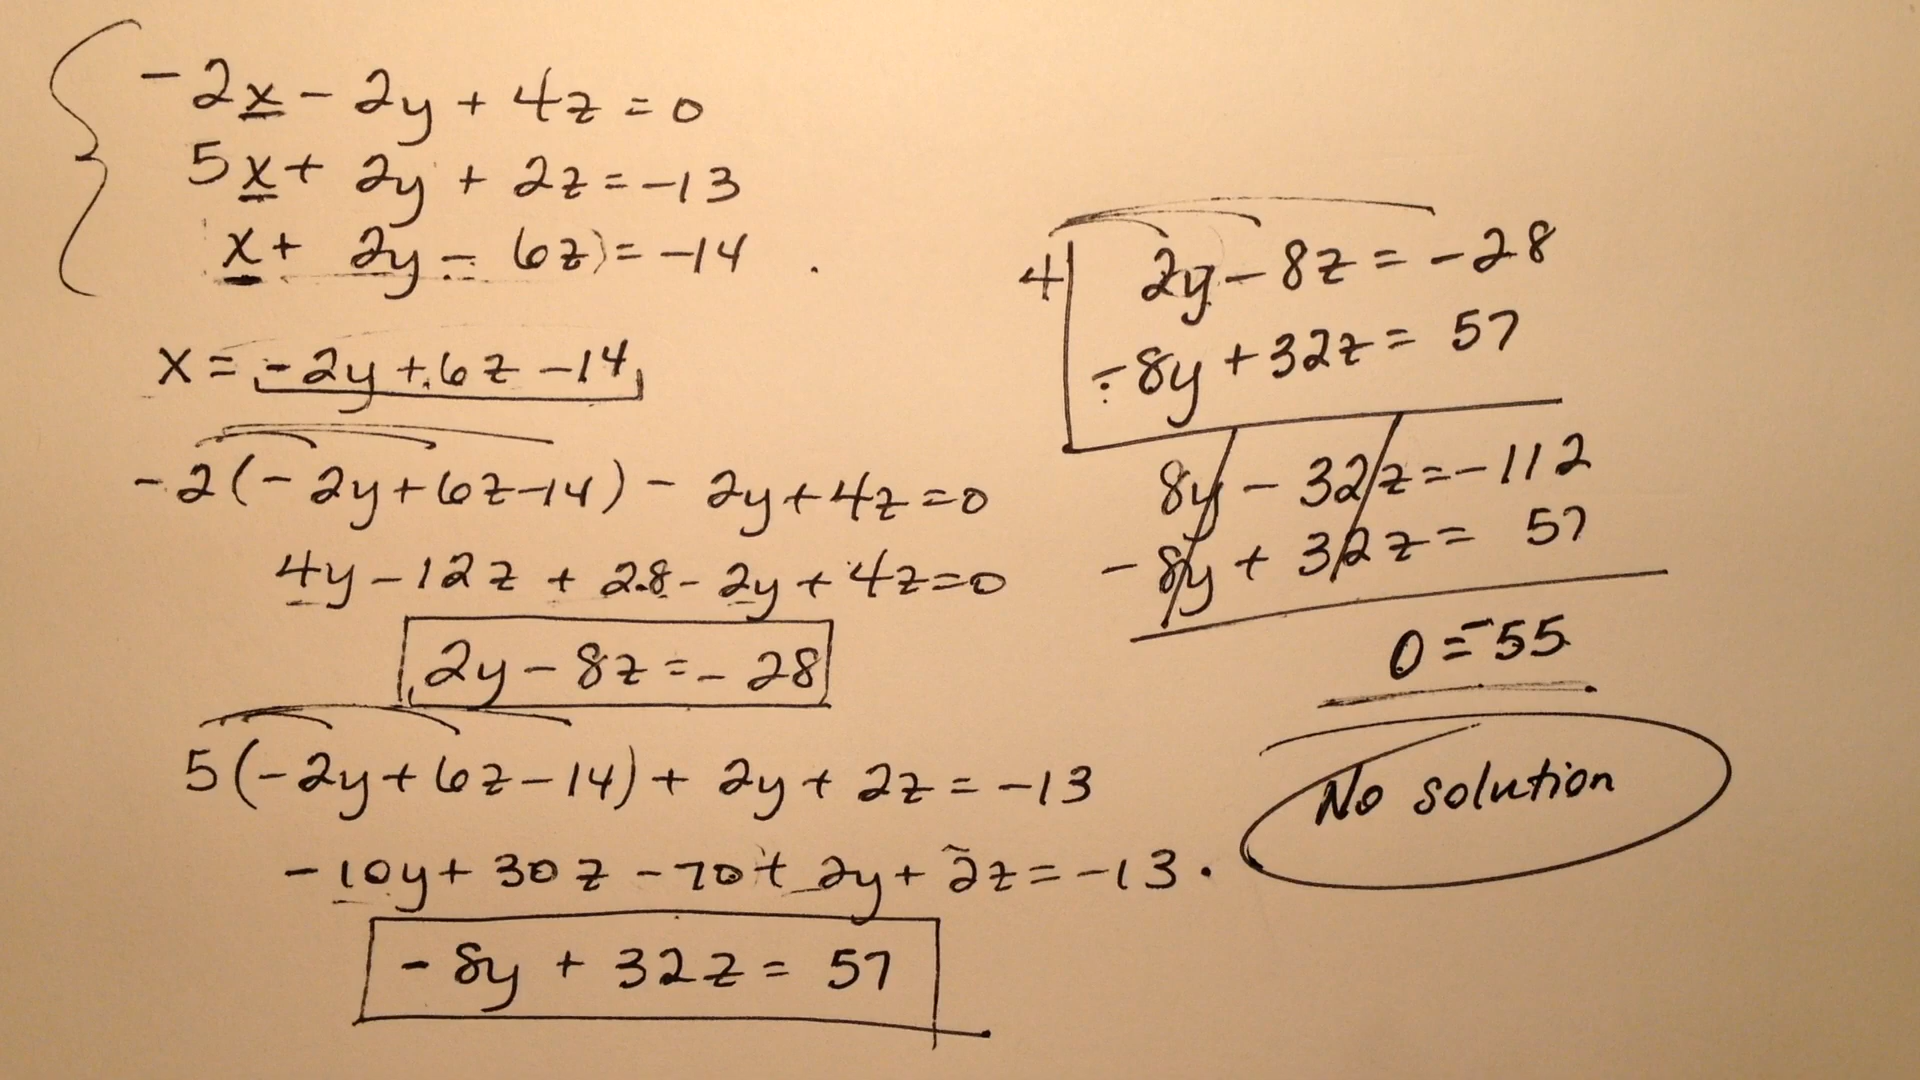 -2x - 2y + 4z = 0
5x + 2y + 2z = -13
x + 2y - 6z) = -14 .
x = -2y + 6z - 14
-2(-2y + 6z - 14) - 2y + 4z = 0
4y - 12z + 28 - 2y + 4z = 0
2y - 8z = - 28
5(-2y + 6z - 14) + 2y + 2z = -13
-10y + 30z - 70 + 2y + 2z = -13.
-8y + 32z = 57
4 2y - 8z = -28
-8y + 32z = 57
8y - 32z = -112
-8y + 32z = 57
0 = -55
No solution